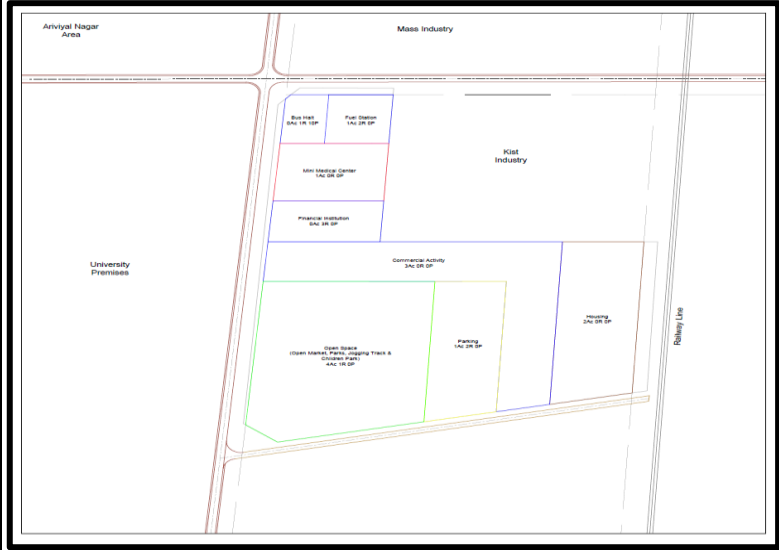 Ariviyal Nagar
Area
Mass Industry
Bus Halt
0Ac 1R 10P
Fuel Station
1Ac 2R 0P
Kist
Industry
Mini Medical Center
1Ac 0R 0P
Financial Institution
0Ac 3R 0P
University
Premises
Commercial Activity
3Ac 0R 0P
Housing
2Ac 0R 0P
Parking
1Ac 2R 0P
Railway Line
Open Space
(Open Market, Parks, Jogging Track &
Children Park)
4Ac 1R 0P